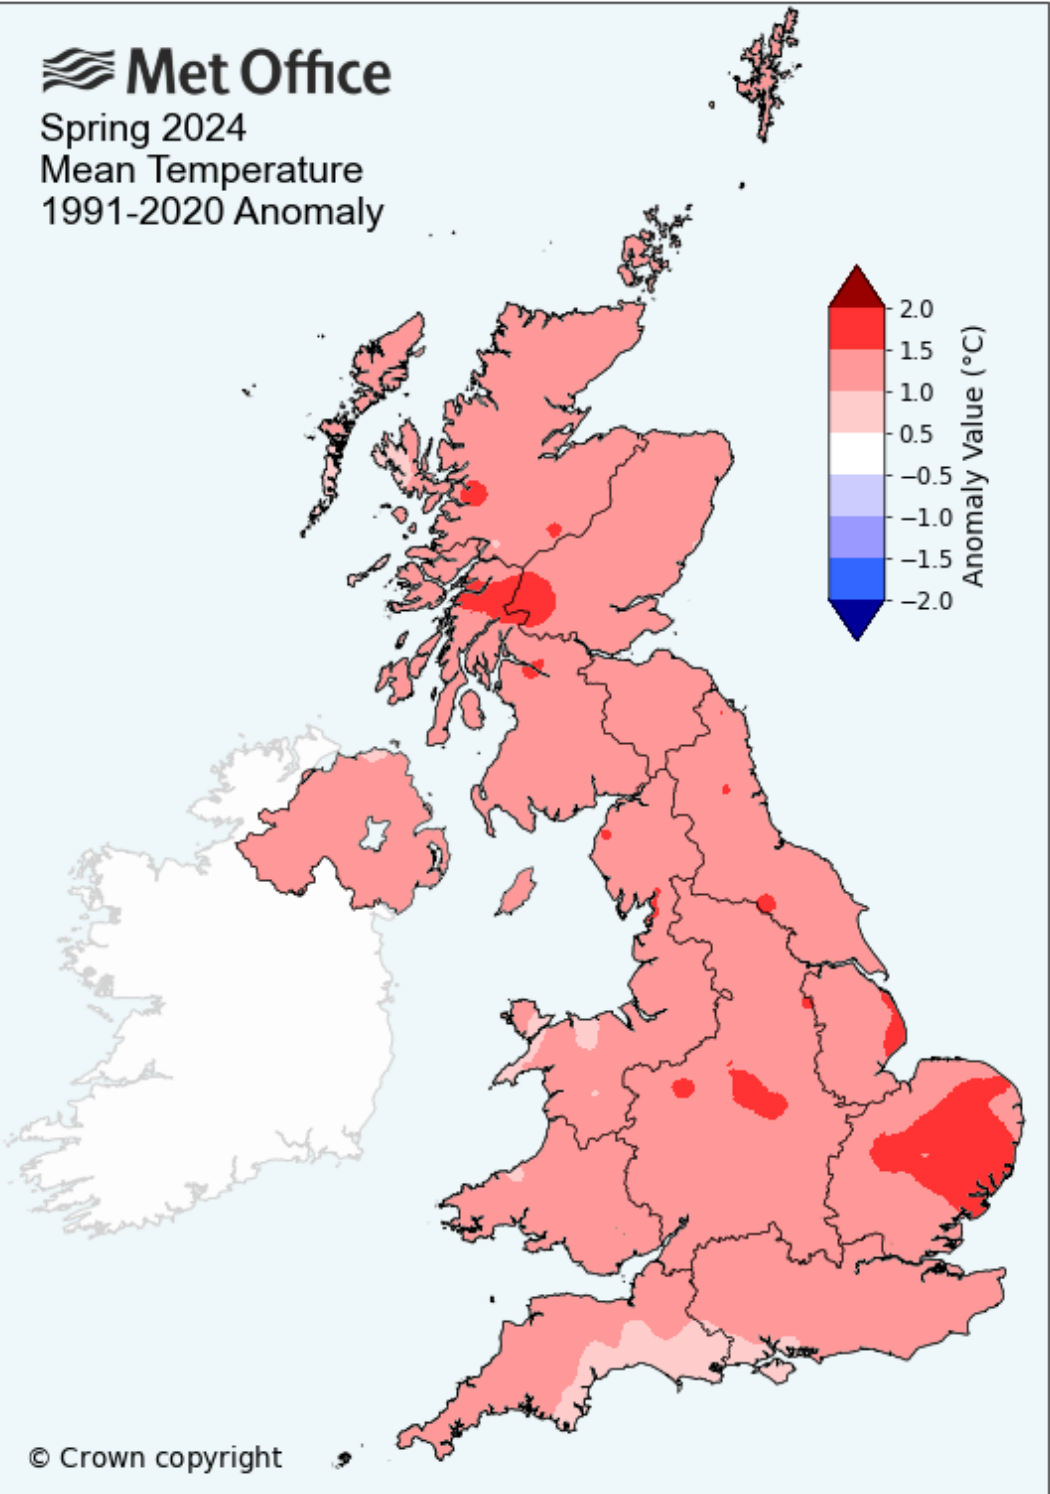 Met Office
Spring 2024
Mean Temperature
1991-2020 Anomaly
2.0
1.5
1.0
0.5
−0.5
−1.0
−1.5
−2.0
Anomaly Value (°C)
© Crown copyright